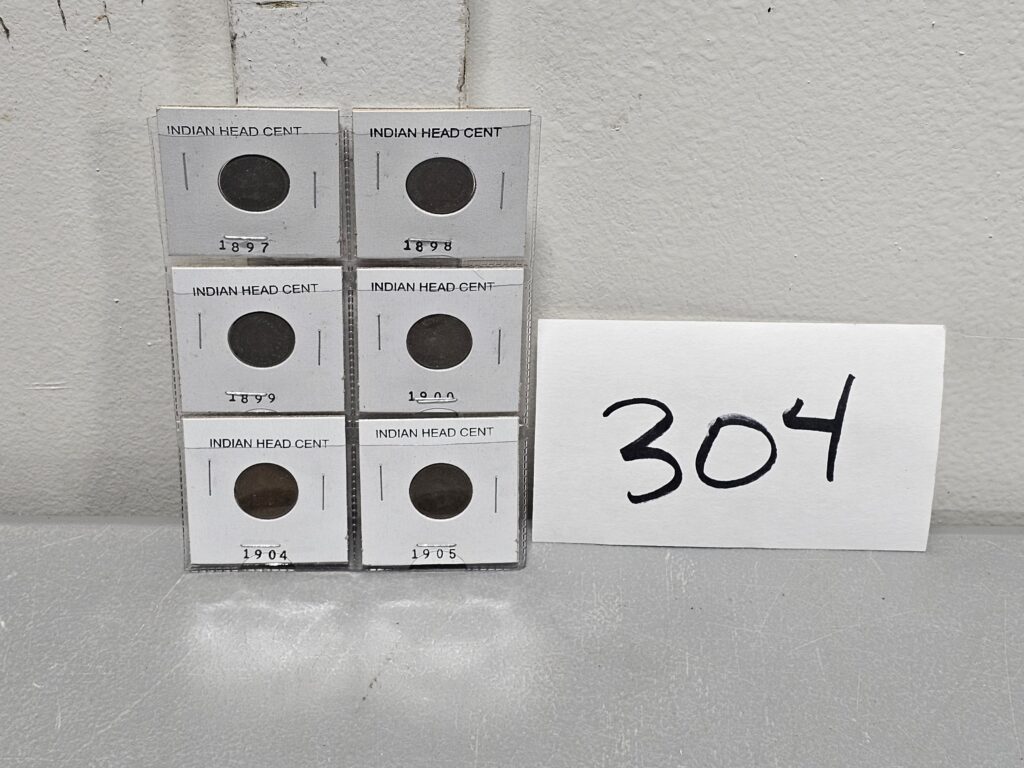 INDIAN HEAD CENT
1897
INDIAN HEAD CENT
1898
INDIAN HEAD CENT
1899
INDIAN HEAD CENT
1900
INDIAN HEAD CENT
1904
INDIAN HEAD CENT
1905
304